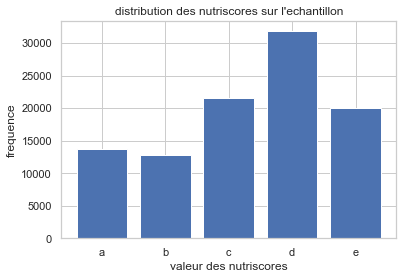 distribution des nutriscores sur l'echantillon
frequence
30000
25000
20000
15000
10000
5000
0
a b c d e
valeur des nutriscores